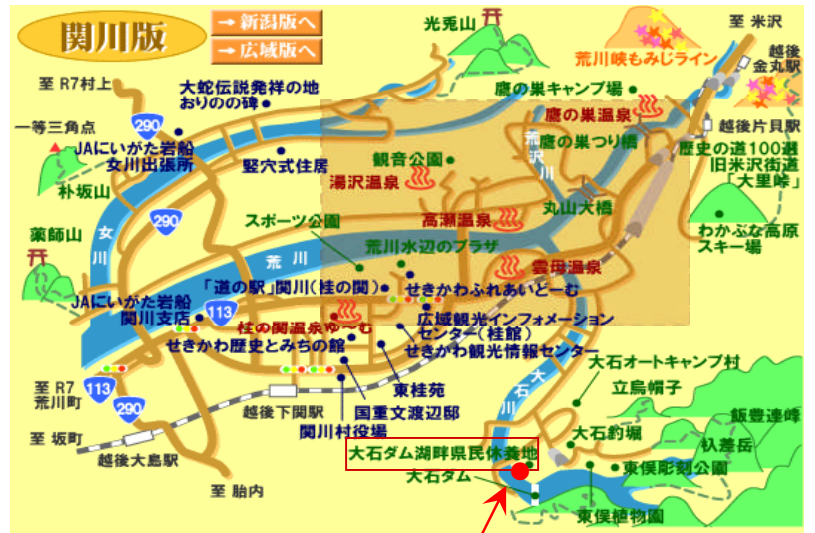 関川版
→ 新潟版へ
→ 広域版へ
光兎山
至 米沢
荒川峡もみじライン
越後
金丸駅
至 R7村上
大蛇伝説発祥の地
おりのの碑
鷹の巣キャンプ場
290
鷹の巣温泉
一等三角点
越後片貝駅
JAにいがた岩船
女川出張所
荒沢川
鷹の巣つり橋
竪穴式住居
観音公園
歴史の道100選
旧米沢街道
「大里峠」
湯沢温泉
朴坂山
丸山大橋
290
スポーツ公園
高瀬温泉
わかぶな高原
スキー場
薬師山
女川
荒川水辺のプラザ
荒川
雲母温泉
「道の駅」関川(桂の関)
せきかわふれあいどーむ
JAにいがた岩船
関川支店
113
桂の関温泉ゆ~む
広域観光インフォメーション
センター(桂館)
せきかわ歴史とみちの館
せきかわ観光情報センター
大石川
大石オートキャンプ村
至 R7
荒川町
113
東桂苑
立烏帽子
290
越後下関駅
国重文渡辺邸
飯豊連峰
関川村役場
大石釣堀
杁差岳
至 坂町
越後大島駅
大石ダム湖畔県民休養地
東俣彫刻公園
大石ダム
至 胎内
東俣植物園